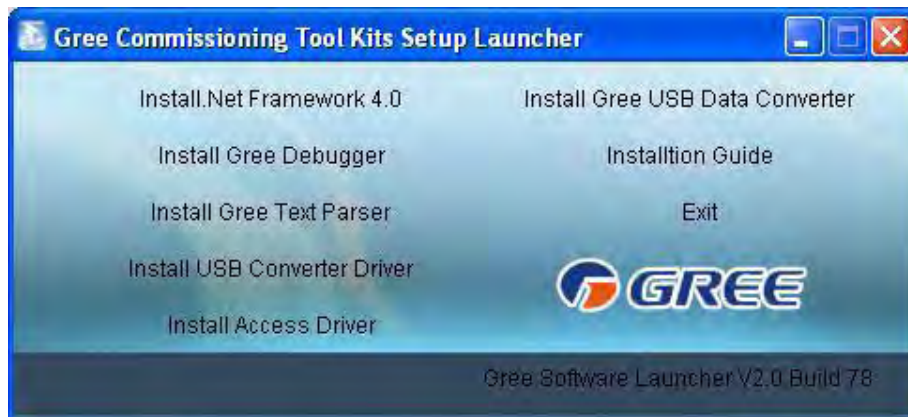 Gree Commissioning Tool Kits Setup Launcher
Install.Net Framework 4.0
Install Gree Debugger
Install Gree Text Parser
Install USB Converter Driver
Install Access Driver
Install Gree USB Data Converter
Installtion Guide
Exit
GREE
Gree Software Launcher V2.0 Build 78